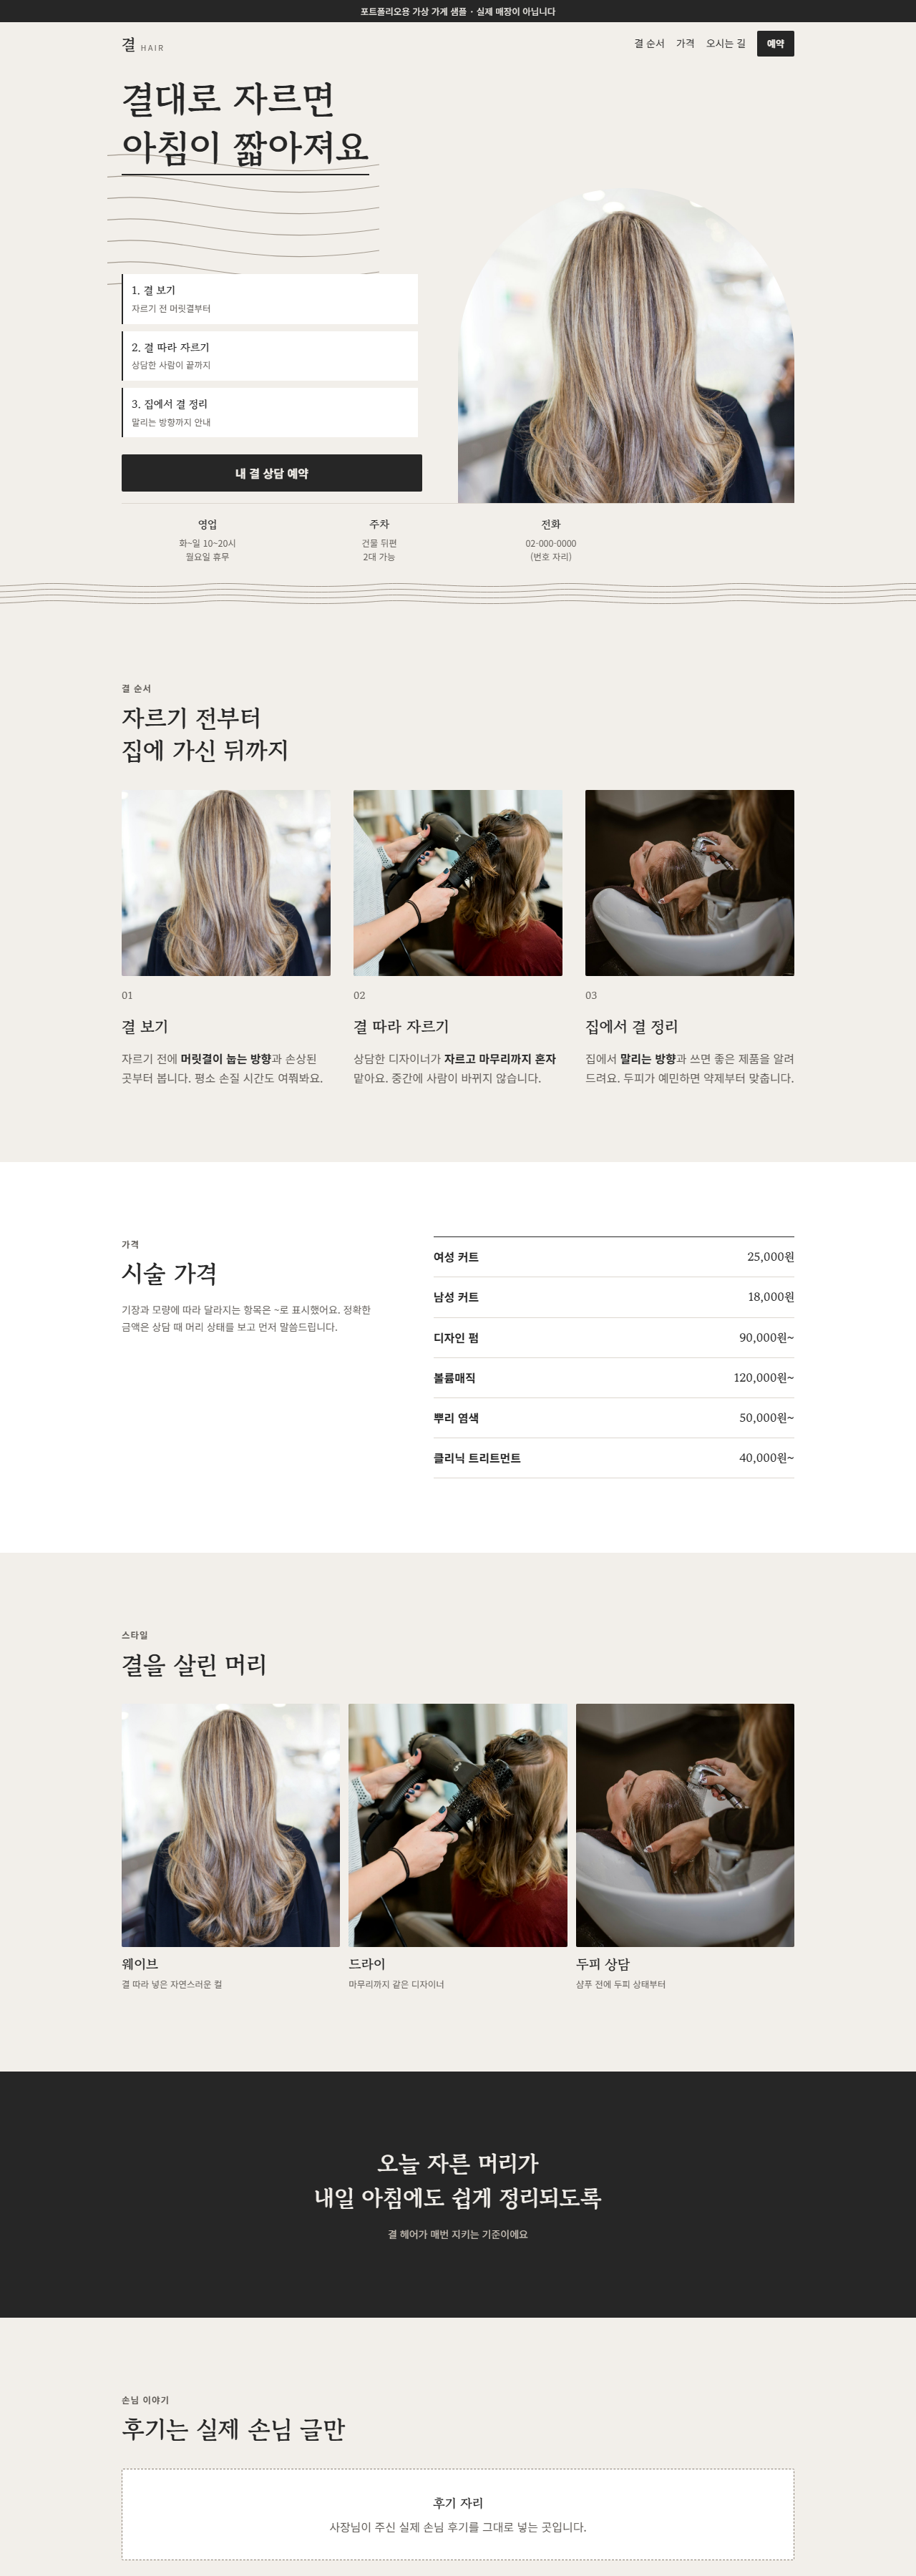 포트폴리오용 가상 가게 샘플 · 실제 매장이 아닙니다
결 HAIR
결 순서 가격 오시는 길 예약
결대로 자르면
아침이 짧아져요
1. 결 보기
자르기 전 머릿결부터
2. 결 따라 자르기
상담한 사람이 끝까지
3. 집에서 결 정리
말리는 방향까지 안내
내 결 상담 예약
영업
화~일 10~20시
월요일 휴무
주차
건물 뒤편
2대 가능
전화
02-000-0000
(번호 자리)
결 순서
자르기 전부터
집에 가신 뒤까지
01
결 보기
자르기 전에 머릿결이 눕는 방향과 손상된
곳부터 봅니다. 평소 손질 시간도 여쭤봐요.
02
결 따라 자르기
상담한 디자이너가 자르고 마무리까지 혼자
맡아요. 중간에 사람이 바뀌지 않습니다.
03
집에서 결 정리
집에서 말리는 방향과 쓰면 좋은 제품을 알려
드려요. 두피가 예민하면 약제부터 맞춥니다.
가격
시술 가격
기장과 모량에 따라 달라지는 항목은 ~로 표시했어요. 정확한
금액은 상담 때 머리 상태를 보고 먼저 말씀드립니다.
여성 커트 25,000원
남성 커트 18,000원
디자인 펌 90,000원~
볼륨매직 120,000원~
뿌리 염색 50,000원~
클리닉 트리트먼트 40,000원~
스타일
결을 살린 머리
웨이브
결 따라 넣은 자연스러운 컬
드라이
마무리까지 같은 디자이너
두피 상담
샴푸 전에 두피 상태부터
오늘 자른 머리가
내일 아침에도 쉽게 정리되도록
결 헤어가 매번 지키는 기준이에요
손님 이야기
후기는 실제 손님 글만
후기 자리
사장님이 주신 실제 손님 후기를 그대로 넣는 곳입니다.